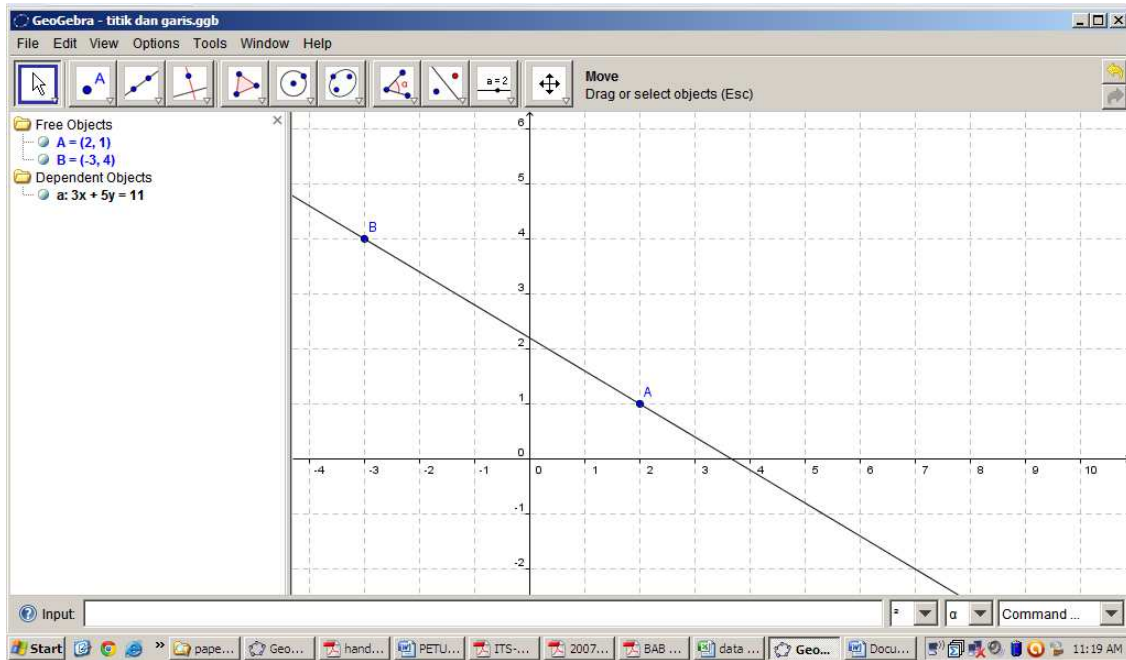 GeoGebra - titik dan garis.ggb
File Edit View Options Tools Window Help
A
α
a = 2
Move
Drag or select objects (Esc)
Free Objects
A = (2, 1)
B = (-3, 4)
Dependent Objects
a: 3x + 5y = 11
6
5
B
4
3
2
A
1
0
-4 -3 -2 -1 0 1 2 3 4 5 6 7 8 9 10
-1
-2
Input:
² α Command ...
Start » pape... Geo... hand... PETU... ITS-... 2007... BAB ... data ... Geo... Docu... 11:19 AM